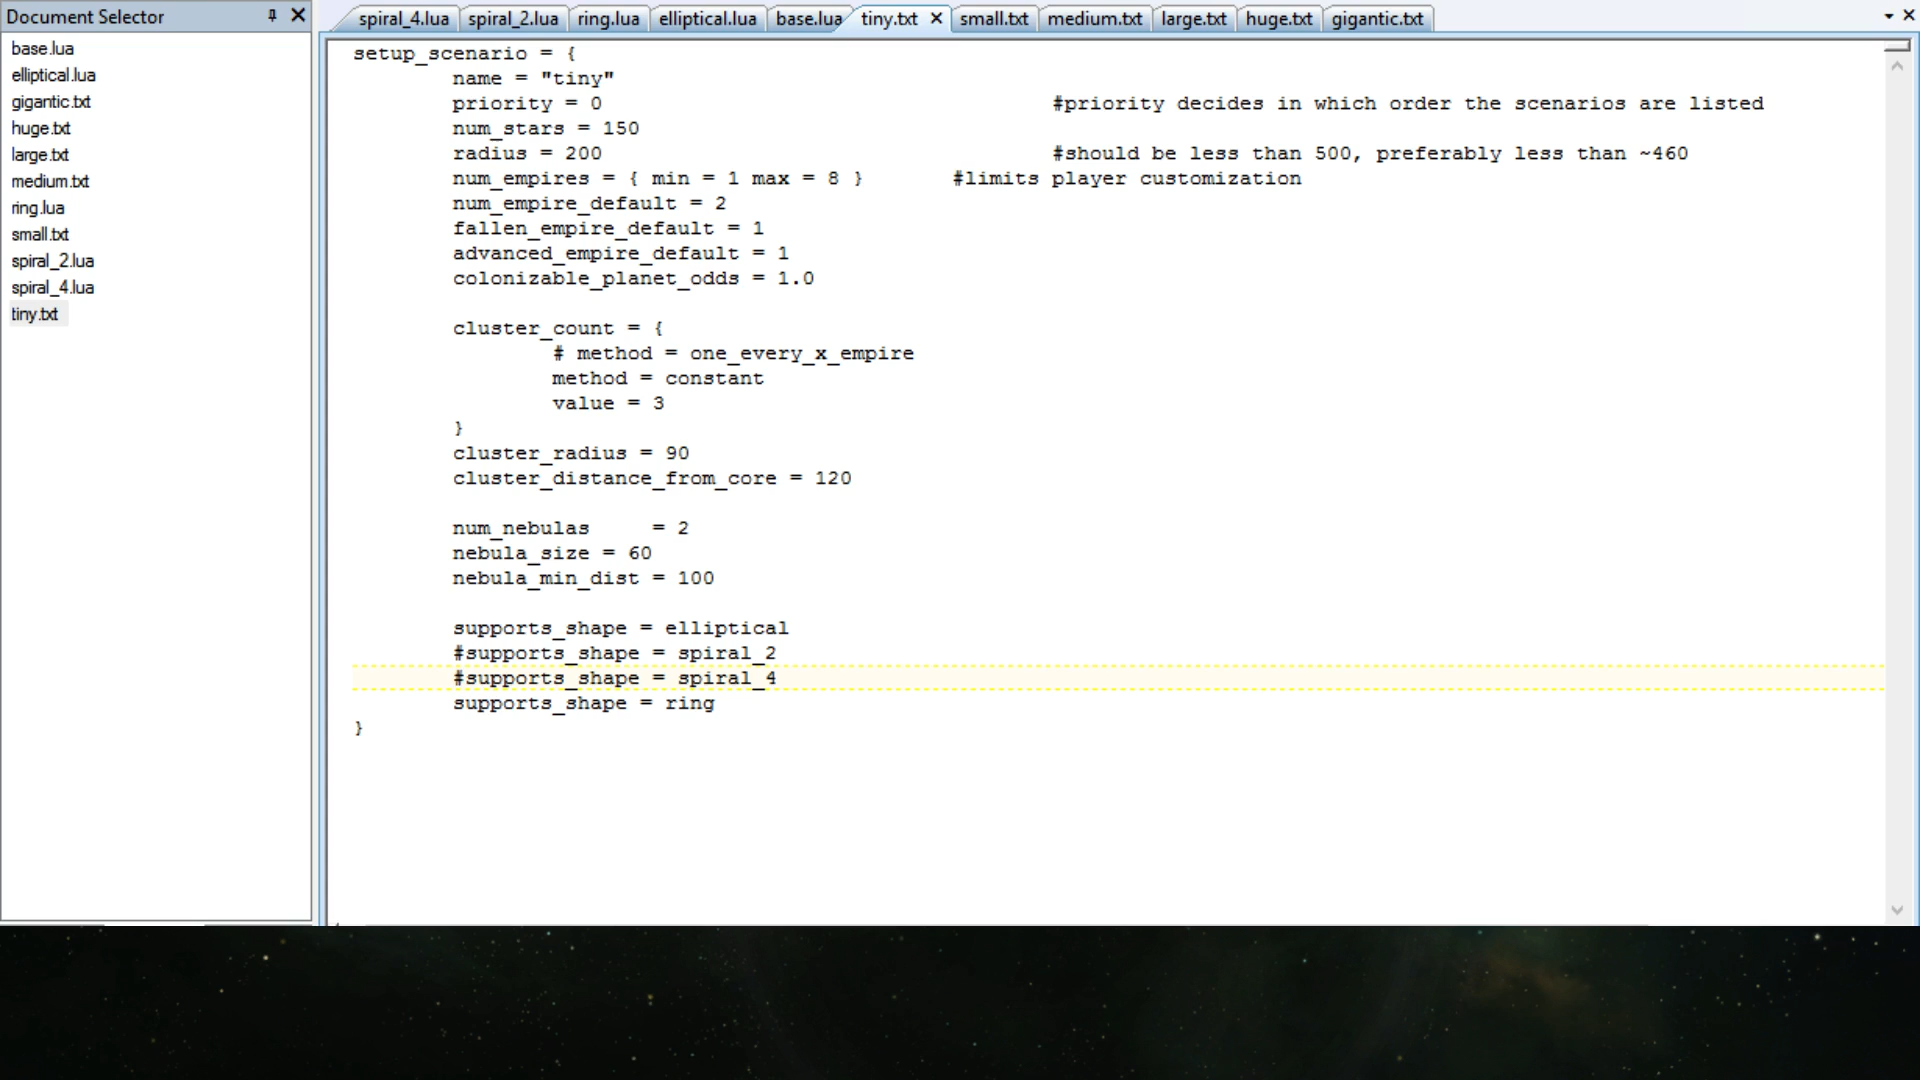 Document Selector
base.lua
elliptical.lua
gigantic.txt
huge.txt
large.txt
medium.txt
ring.lua
small.txt
spiral_2.lua
spiral_4.lua
tiny.txt
spiral_4.lua spiral_2.lua ring.lua elliptical.lua base.lua tiny.txt small.txt medium.txt large.txt huge.txt gigantic.txt
setup_scenario = {
name = "tiny"
priority = 0 #priority decides in which order the scenarios are listed
num_stars = 150
radius = 200 #should be less than 500, preferably less than ~460
num_empires = { min = 1 max = 8 } #limits player customization
num_empire_default = 2
fallen_empire_default = 1
advanced_empire_default = 1
colonizable_planet_odds = 1.0
cluster_count = {
# method = one_every_x_empire
method = constant
value = 3
}
cluster_radius = 90
cluster_distance_from_core = 120
num_nebulas = 2
nebula_size = 60
nebula_min_dist = 100
supports_shape = elliptical
#supports_shape = spiral_2
#supports_shape = spiral_4
supports_shape = ring
}